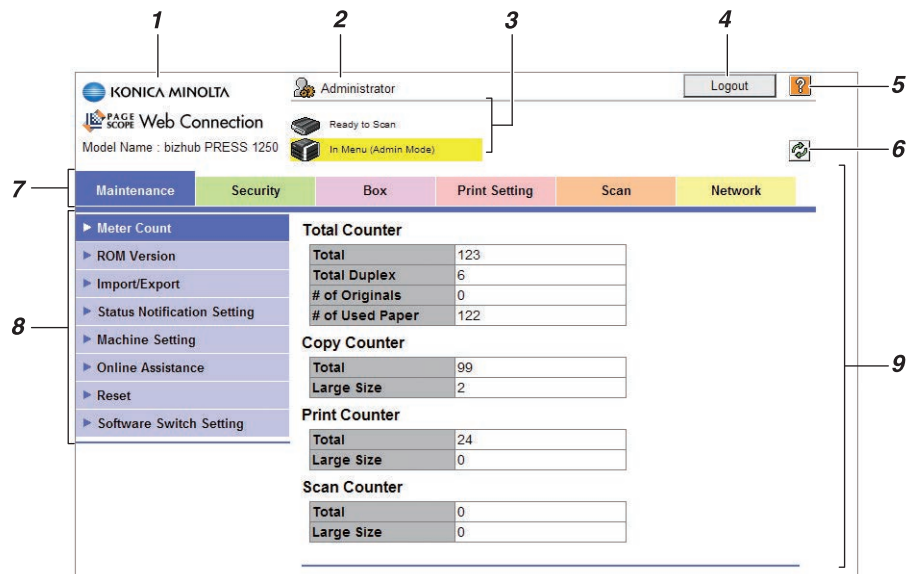 1 2 3 4
KONICA MINOLTA
Administrator
Logout
? 5
PAGE SCOPE Web Connection
Ready to Scan
Model Name : bizhub PRESS 1250
In Menu (Admin Mode)
6
7
Maintenance Security Box Print Setting Scan Network
8
Meter Count
ROM Version
Import/Export
Status Notification Setting
Machine Setting
Online Assistance
Reset
Software Switch Setting
Total Counter
Total 123
Total Duplex 6
# of Originals 0
# of Used Paper 122
Copy Counter
Total 99
Large Size 2
Print Counter
Total 24
Large Size 0
Scan Counter
Total 0
Large Size 0
9